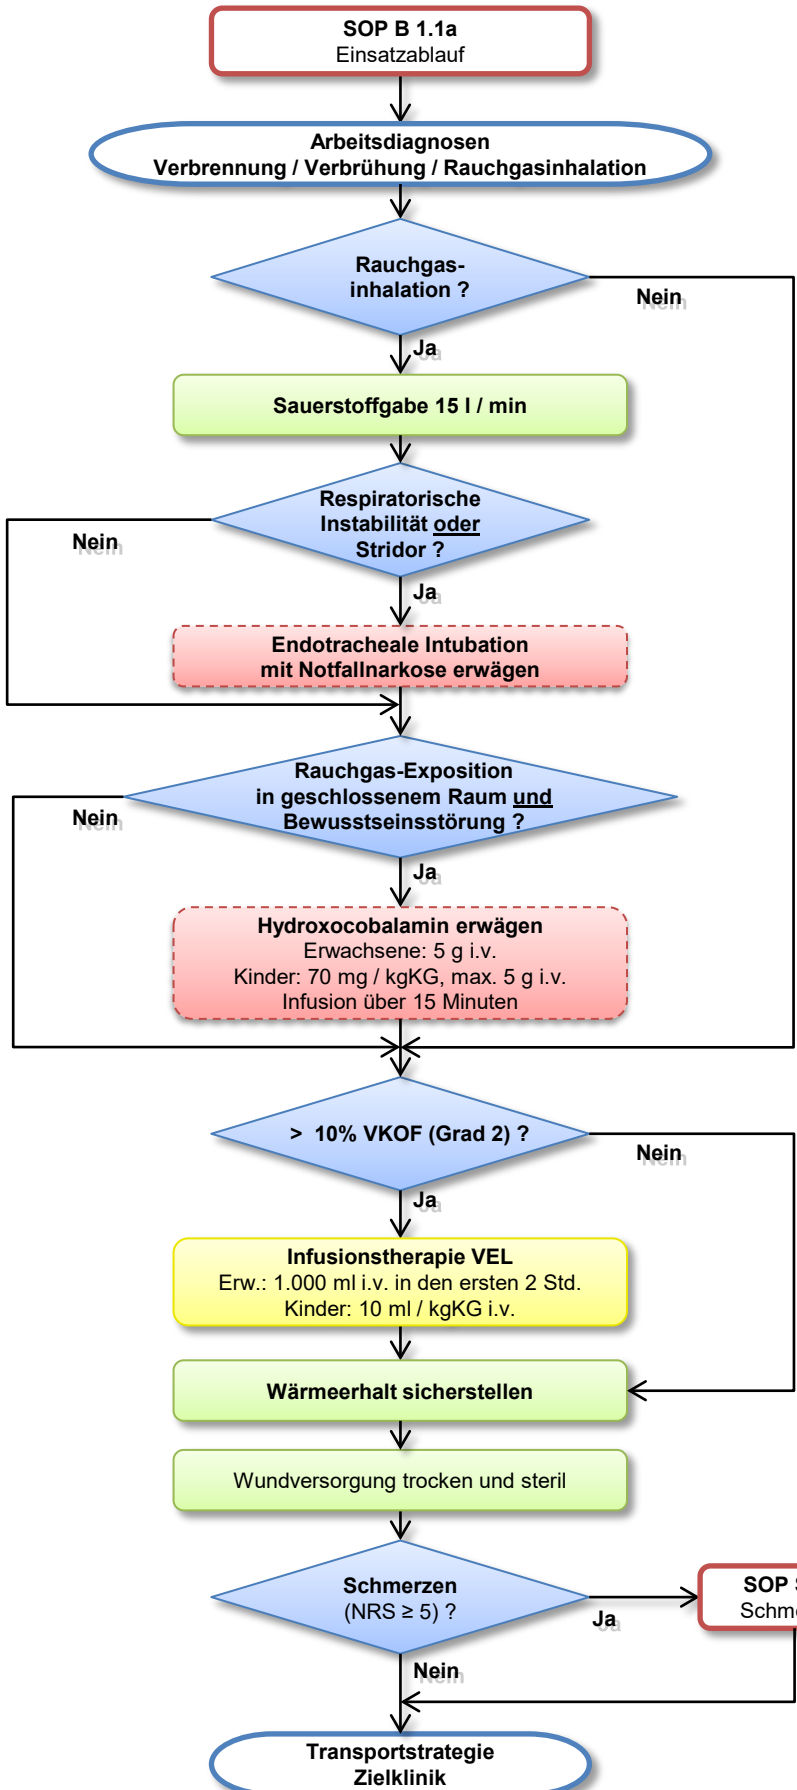 SOP B 1.1a
Einsatzablauf
Arbeitsdiagnosen
Verbrennung / Verbrühung / Rauchgasinhalation
Rauchgas-
inhalation ?
Nein
Ja
Sauerstoffgabe 15 l / min
Respiratorische
Instabilität oder
Stridor ?
Nein
Ja
Endotracheale Intubation
mit Notfallnarkose erwägen
Rauchgas-Exposition
in geschlossenem Raum und
Bewusstseinsstörung ?
Nein
Ja
Hydroxocobalamin erwägen
Erwachsene: 5 g i.v.
Kinder: 70 mg / kgKG, max. 5 g i.v.
Infusion über 15 Minuten
> 10% VKOF (Grad 2) ?
Nein
Ja
Infusionstherapie VEL
Erw.: 1.000 ml i.v. in den ersten 2 Std.
Kinder: 10 ml / kgKG i.v.
Wärmeerhalt sicherstellen
Wundversorgung trocken und steril
Schmerzen
(NRS ≥ 5) ?
Ja
SOP
Nein
Transportstrategie
Zielklinik